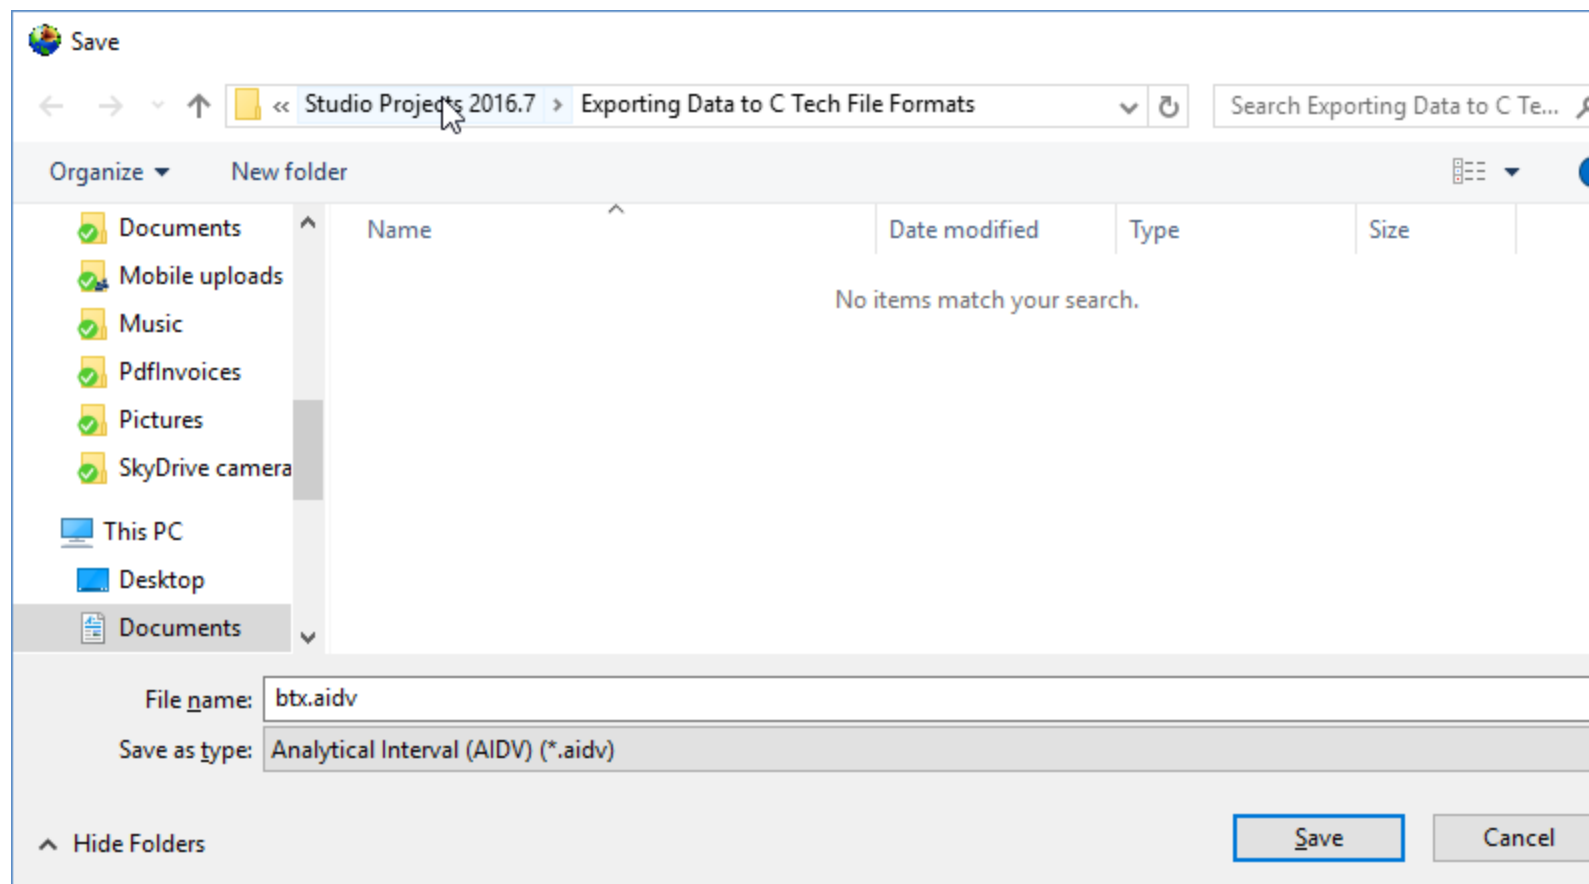 Save
« Studio Projects 2016.7 > Exporting Data to C Tech File Formats
Search Exporting Data to C Te...
Organize
New folder
Documents
Mobile uploads
Music
PdfInvoices
Pictures
SkyDrive camera
This PC
Desktop
Documents
Name Date modified Type Size
No items match your search.
File name: btx.aidv
Save as type: Analytical Interval (AIDV) (*.aidv)
Hide Folders
Save Cancel